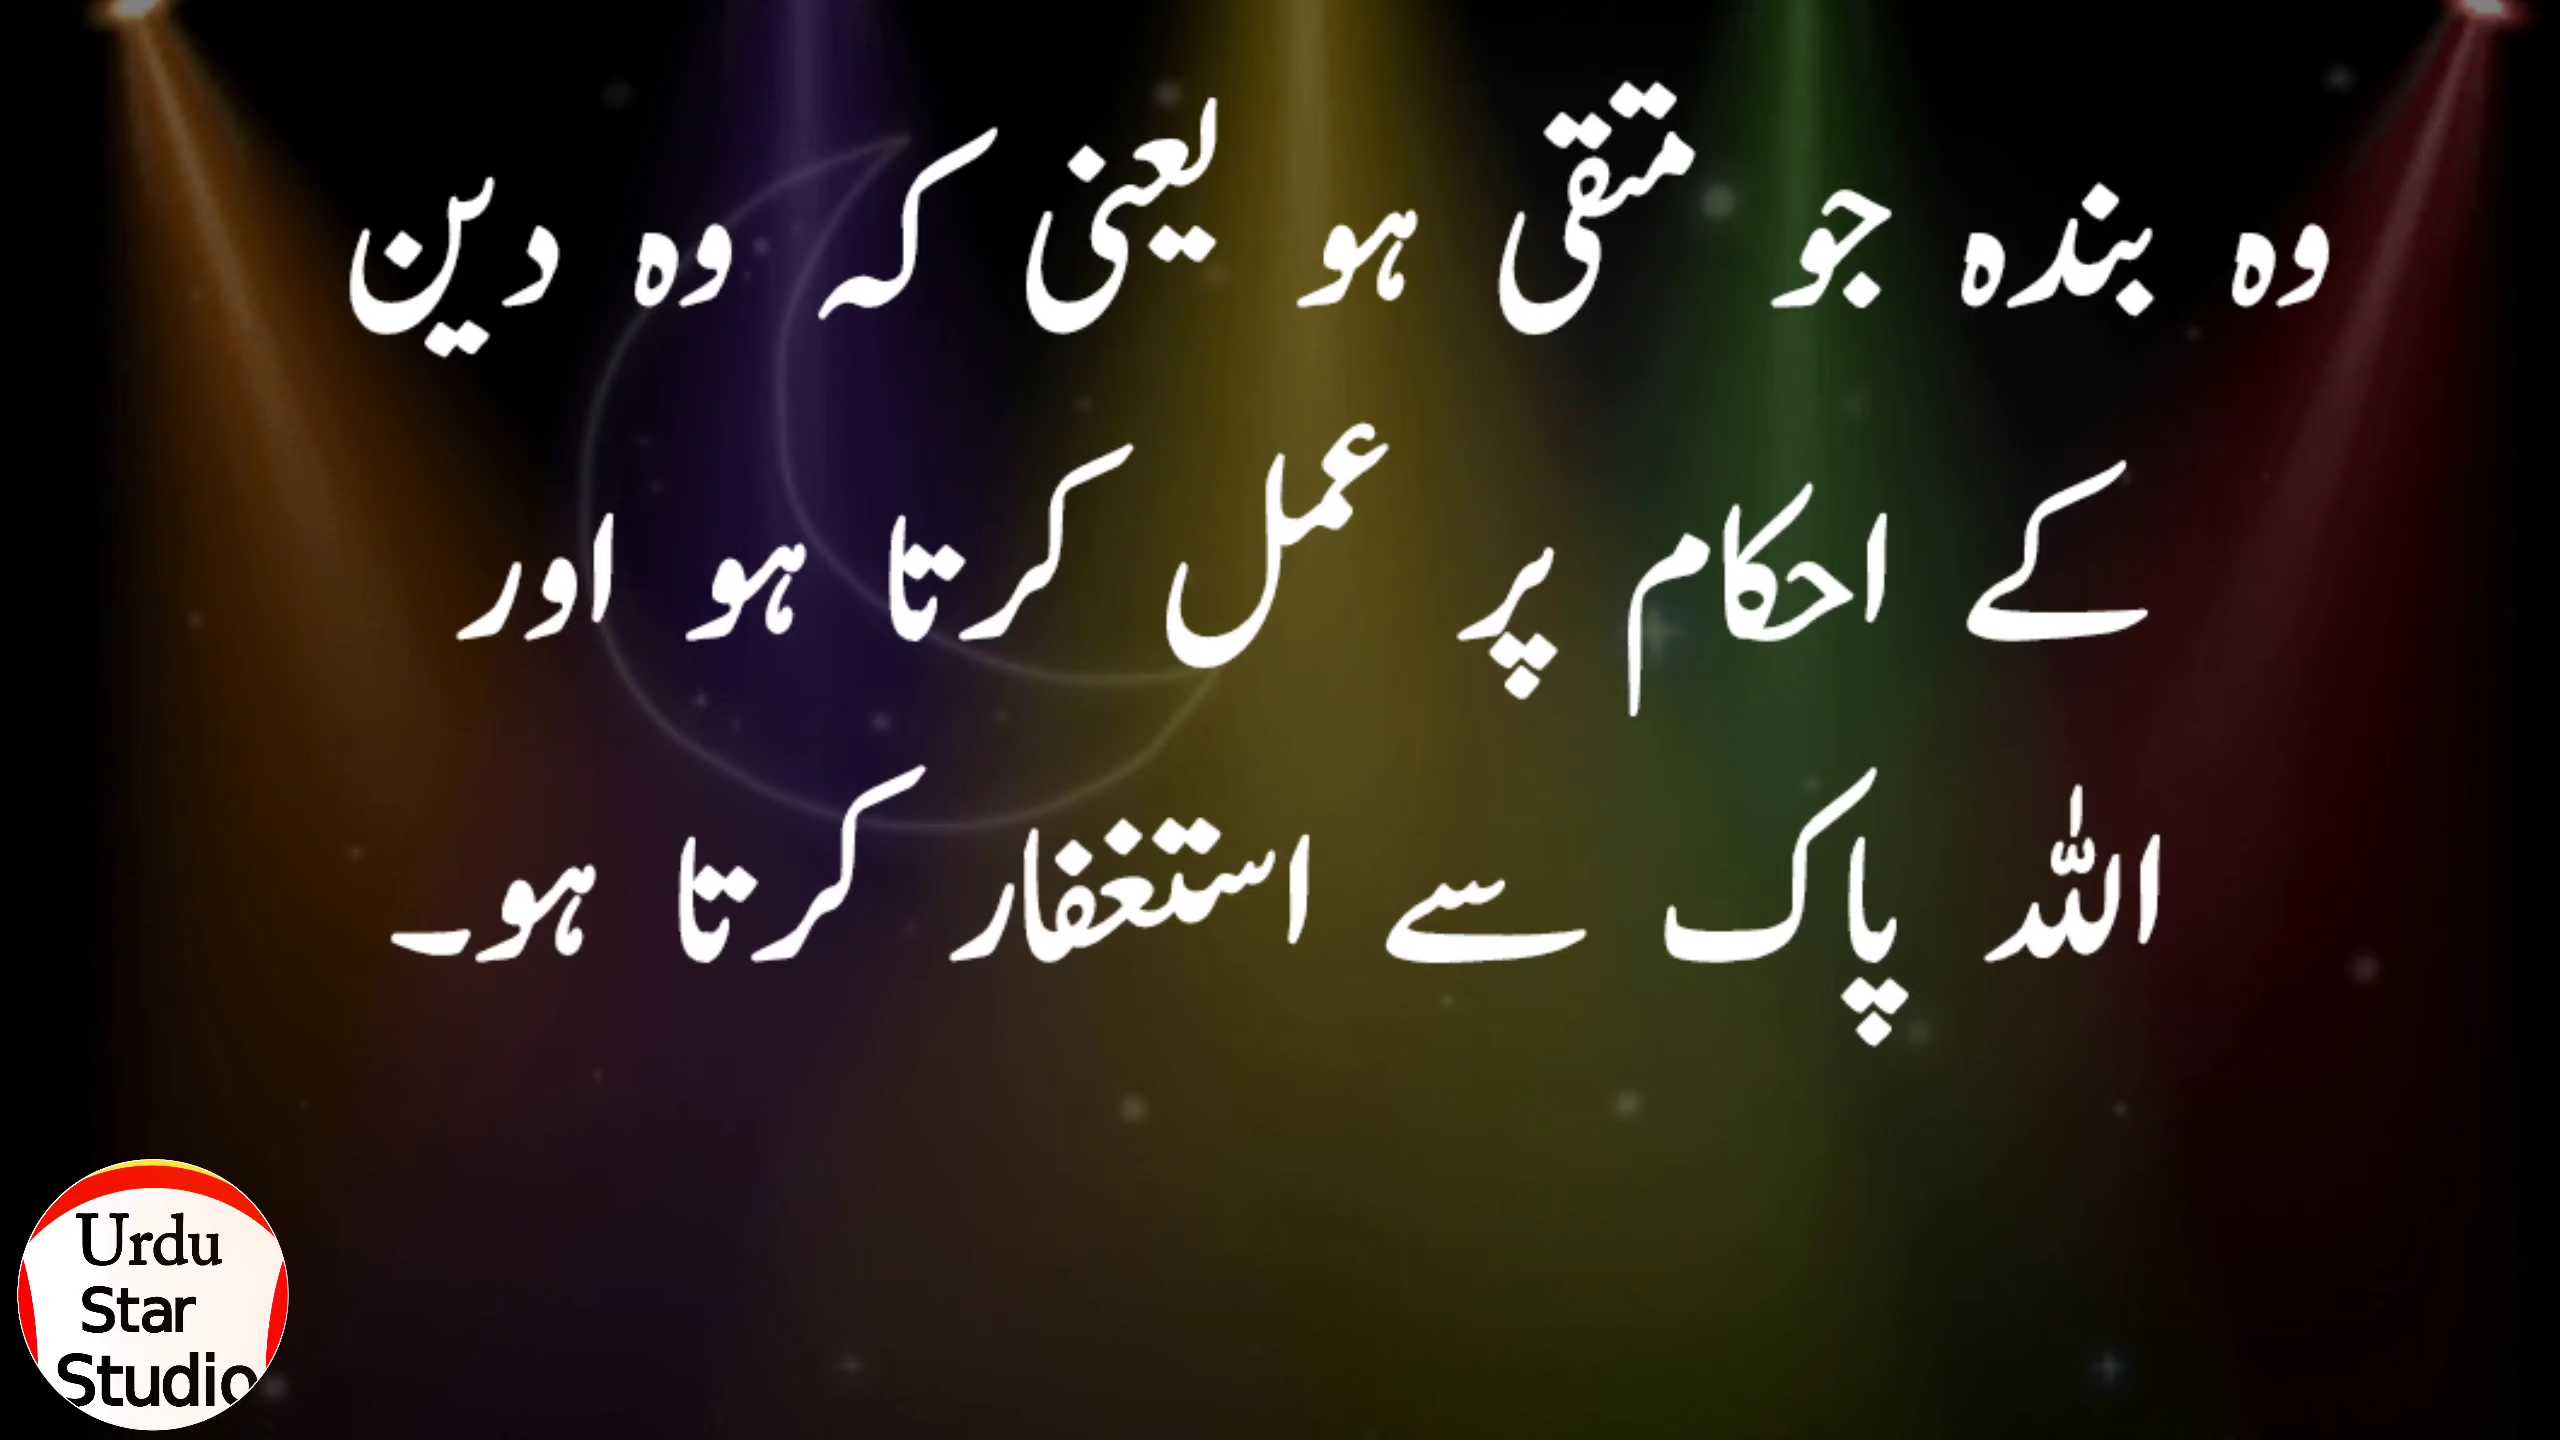 وہ بندہ جو متقی ہو یعنی کہ وہ دین
کے احکام پر عمل کرتا ہو اور
اللہ پاک سے استغفار کرتا ہو۔
Urdu
Star
Studio